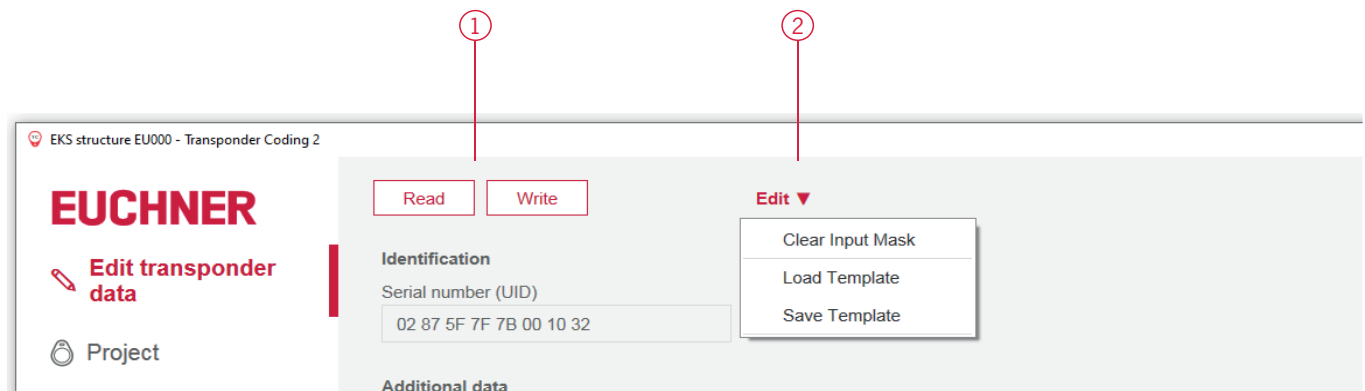 1
2
EKS structure EU000 - Transponder Coding 2
EUCHNER
Edit transponder
data
Project
Read
Write
Edit ▼
Clear Input Mask
Load Template
Save Template
Identification
Serial number (UID)
02 87 5F 7F 7B 00 10 32
Additional data